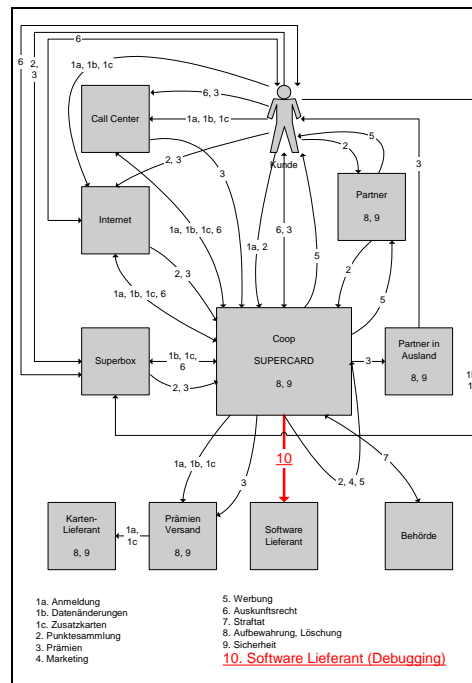 6
2,
3
6
1a, 1b, 1c
6, 3
1a, 1b, 1c
Call Center
Kunde
5
2
3
2, 3
3
Partner
8, 9
Internet
1a, 1b, 1c, 6
1a, 2
6, 3
5
2
5
2, 3
1a, 1b, 1c, 6
Coop
SUPERCARD
8, 9
Partner in
Ausland
8, 9
3
Superbox
1b, 1c,
6
2, 3
10
1a, 1b, 1c
3
2, 4, 5
7
Karten-
Lieferant
8, 9
1a,
1c
Prämien
Versand
8, 9
Software
Lieferant
Behörde
1a. Anmeldung
1b. Datenänderungen
1c. Zusatzkarten
2. Punktesammlung
3. Prämien
4. Marketing
5. Werbung
6. Auskunftsrecht
7. Straftat
8. Aufbewahrung, Löschung
9. Sicherheit
10. Software Lieferant (Debugging)